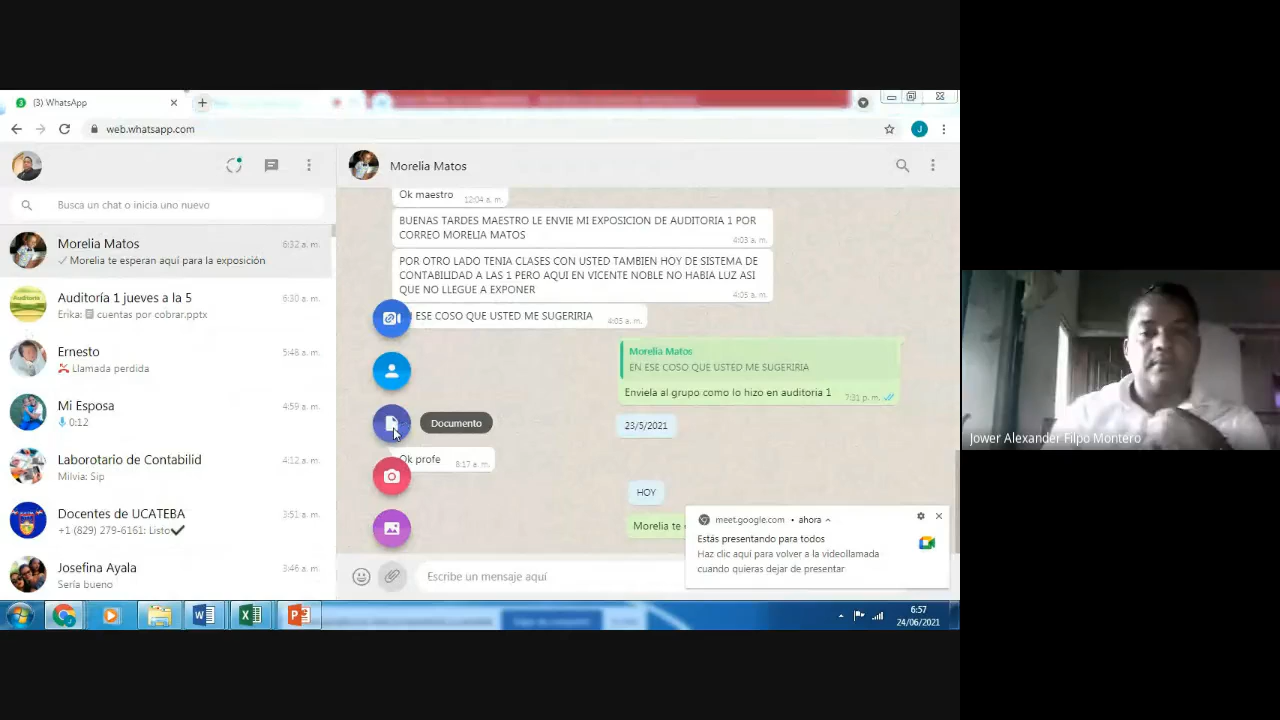 (3) WhatsApp
web.whatsapp.com
J
Morelia Matos
Busca un chat o inicia uno nuevo
Morelia Matos 6:32 a. m.
Morelia te esperan aquí para la exposición
Auditoría 1 jueves a la 5 6:30 a. m.
Erika: cuentas por cobrar.pptx
Ernesto 5:48 a. m.
Llamada perdida
Mi Esposa 4:59 a. m.
0:12
Laborotario de Contabilid 4:12 a. m.
Milvia: Sip
Docentes de UCATEBA 3:51 a. m.
+1 (829) 279-6161: Listo✔
Josefina Ayala 3:46 a. m.
Sería bueno
Ok maestro 12:04 a. m.
BUENAS TARDES MAESTRO LE ENVIE MI EXPOSICION DE AUDITORIA 1 POR
CORREO MORELIA MATOS 4:03 a. m.
POR OTRO LADO TENIA CLASES CON USTED TAMBIEN HOY DE SISTEMA DE
CONTABILIDAD A LAS 1 PERO AQUI EN VICENTE NOBLE NO HABIA LUZ ASI
QUE NO LLEGUE A EXPONER 4:05 a. m.
ESE COSO QUE USTED ME SUGERIRIA 4:05 a. m.
Morelia Matos
EN ESE COSO QUE USTED ME SUGERIRIA
Enviela al grupo como lo hizo en auditoria 1 7:31 p. m.
Documento
23/5/2021
Ok profe 8:17 a. m.
HOY
Morelia te
meet.google.com • ahora
Estás presentando para todos
Haz clic aquí para volver a la videollamada
cuando quieras dejar de presentar
Escribe un mensaje aquí
6:57
24/06/2021
Jower Alexander Filpo Montero